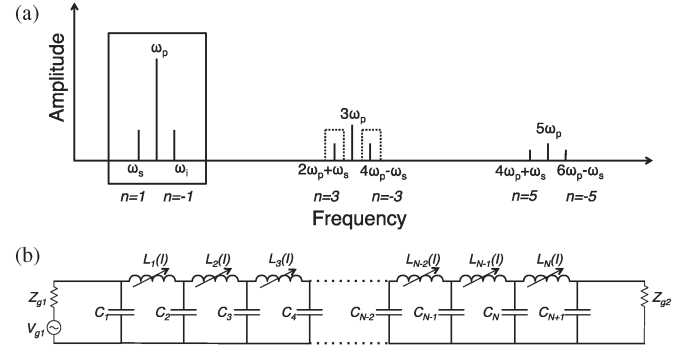 (a)
Amplitude
ωp
ωs ωi
n=1 n=-1
3ωp
2ωp+ωs 4ωp-ωs
n=3 n=-3
5ωp
4ωp+ωs 6ωp-ωs
n=5 n=-5
Frequency
(b)
L1(I) L2(I) L3(I) LN-2(I) LN-1(I) LN(I)
Zg1 C1 C2 C3 C4 CN-2 CN-1 CN CN+1 Zg2
Vg1